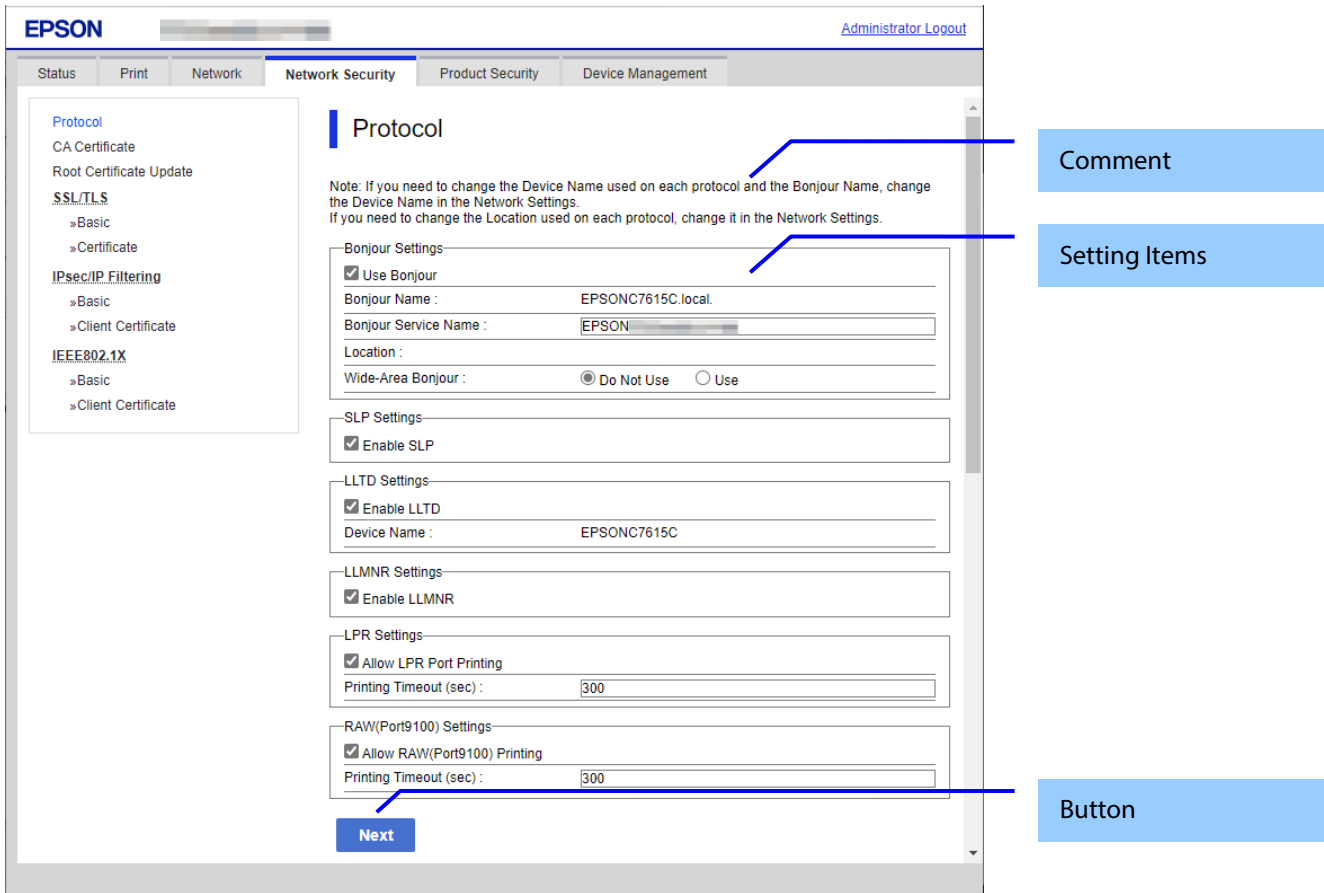 EPSON
Administrator Logout
Status Print Network Network Security Product Security Device Management
Protocol
CA Certificate
Root Certificate Update
SSL/TLS
»Basic
»Certificate
IPsec/IP Filtering
»Basic
»Client Certificate
IEEE802.1X
»Basic
»Client Certificate
Protocol
Note: If you need to change the Device Name used on each protocol and the Bonjour Name, change
the Device Name in the Network Settings.
If you need to change the Location used on each protocol, change it in the Network Settings.
Bonjour Settings
Use Bonjour
Bonjour Name : EPSONC7615C.local.
Bonjour Service Name : EPSON
Location :
Wide-Area Bonjour : Do Not Use Use
SLP Settings
Enable SLP
LLTD Settings
Enable LLTD
Device Name : EPSONC7615C
LLMNR Settings
Enable LLMNR
LPR Settings
Allow LPR Port Printing
Printing Timeout (sec) : 300
RAW(Port9100) Settings
Allow RAW(Port9100) Printing
Printing Timeout (sec) : 300
Next
Comment
Setting Items
Button